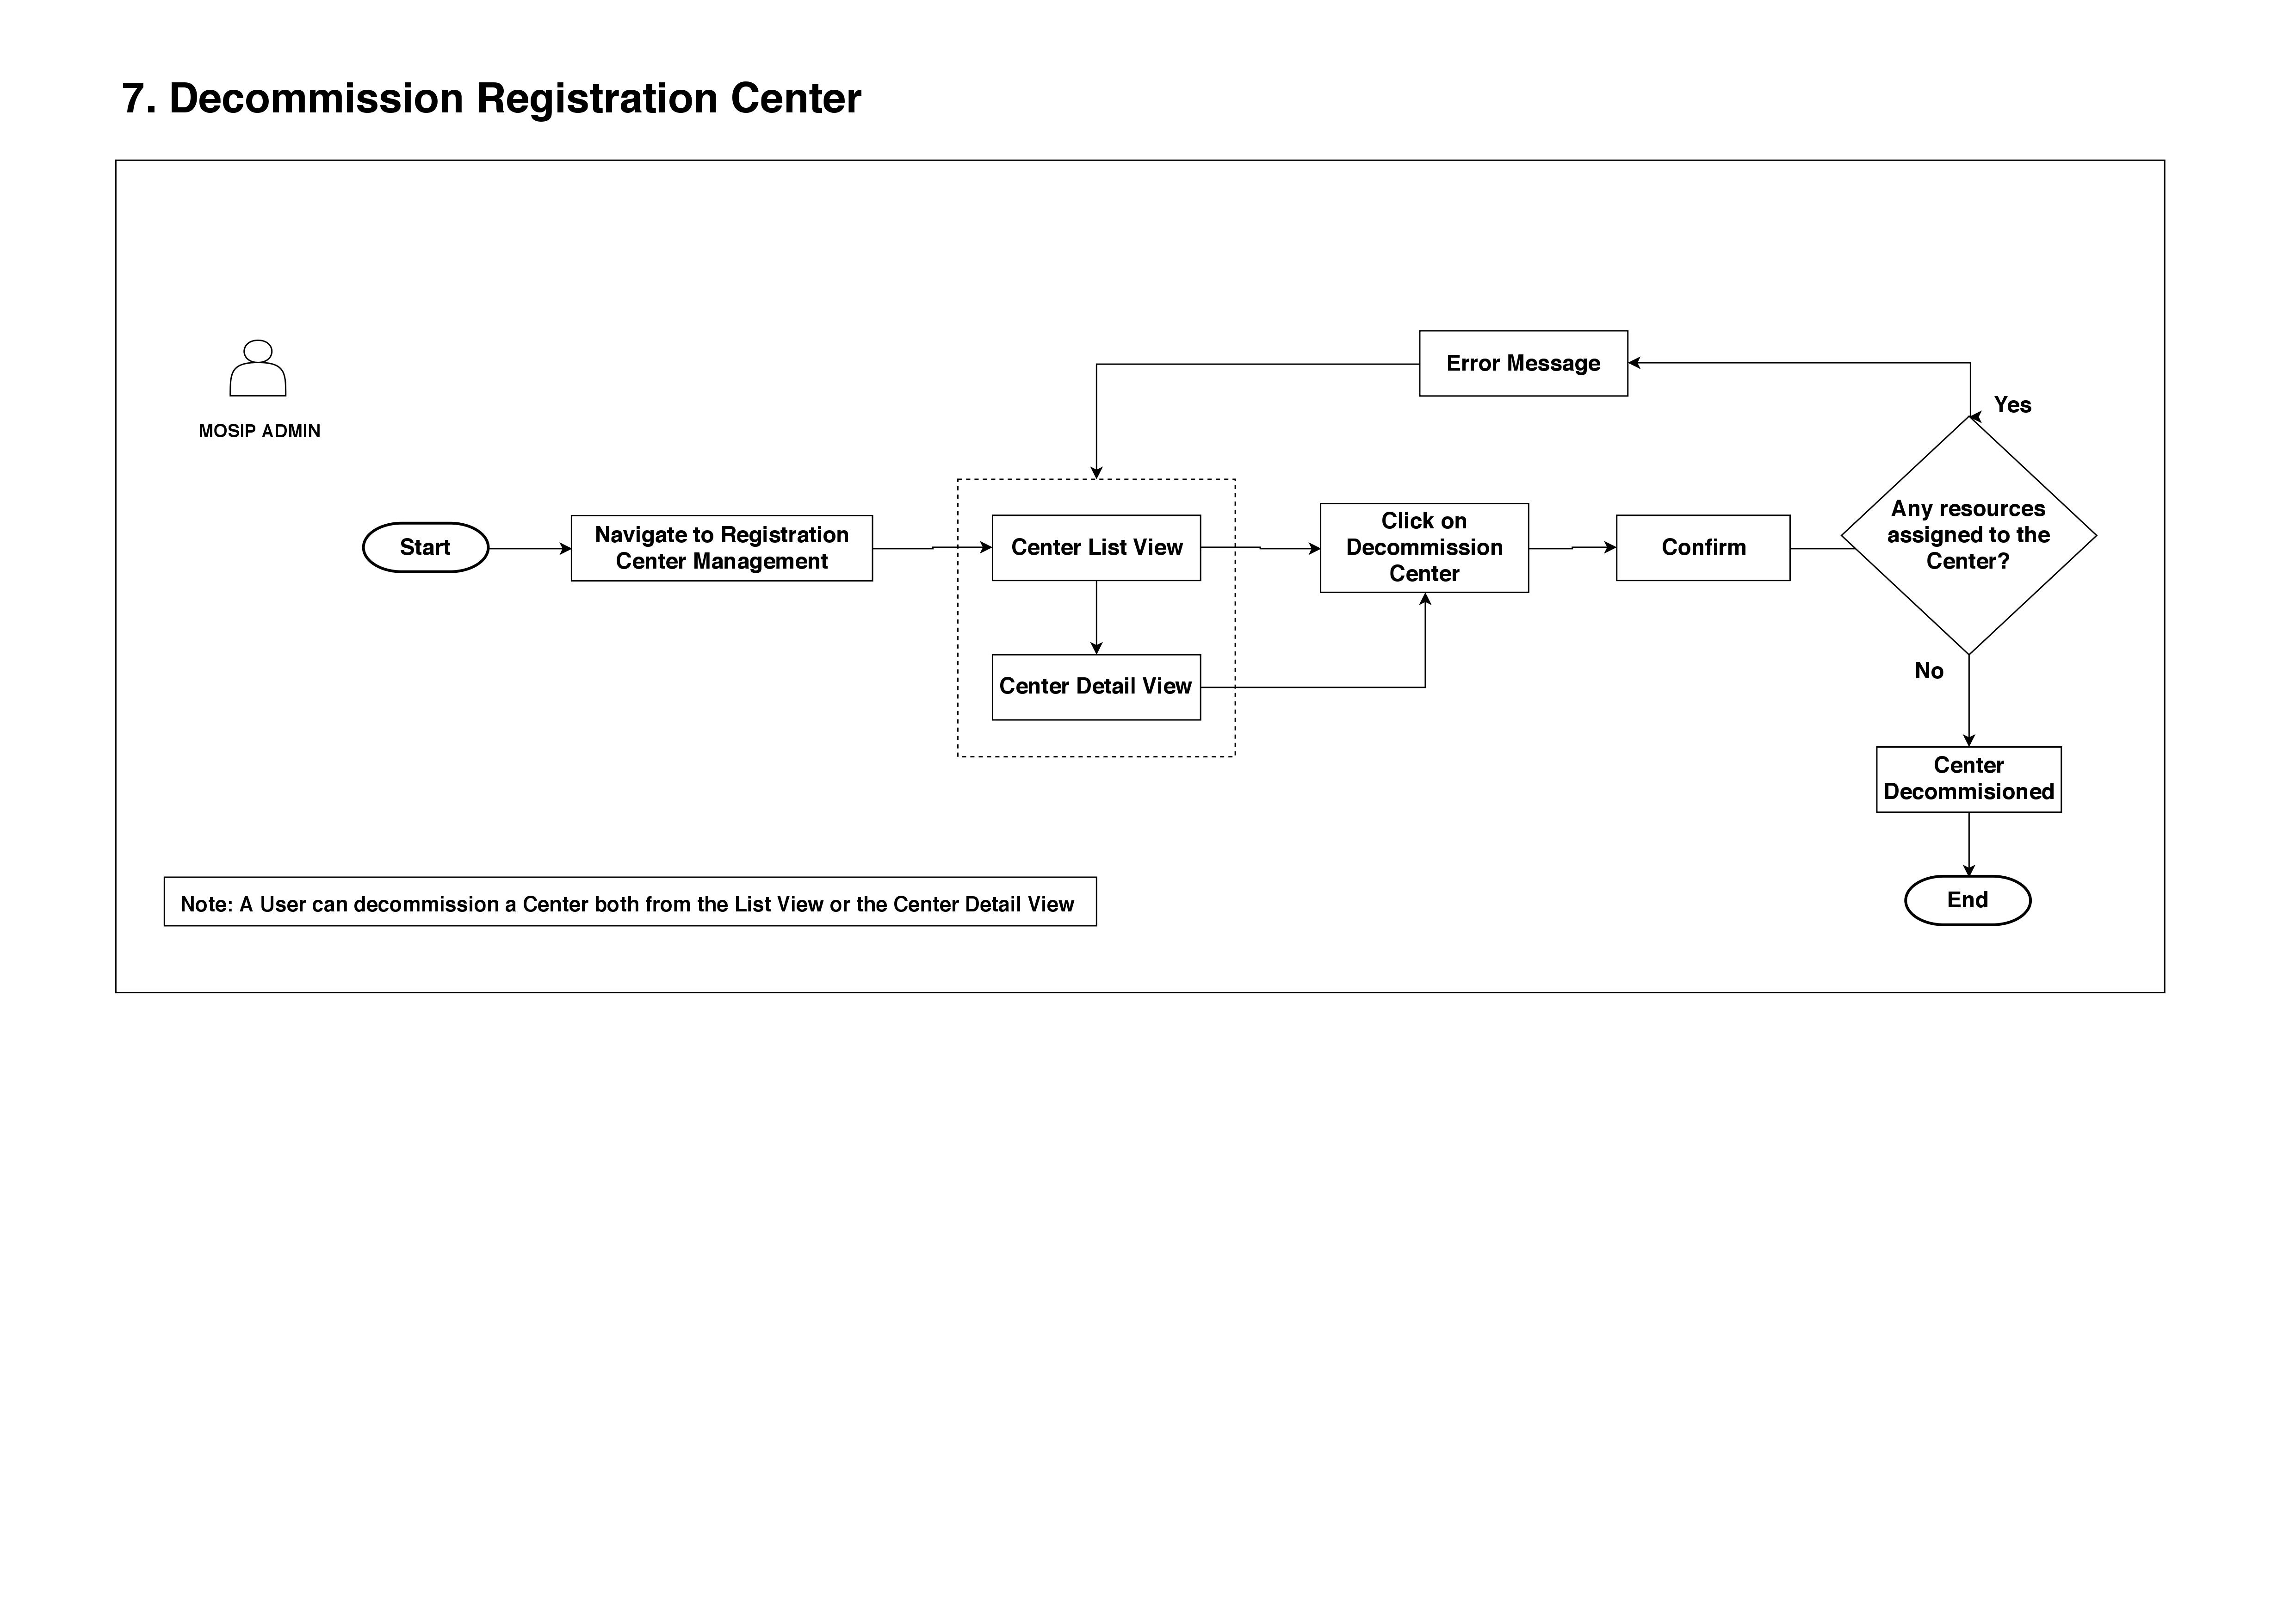 7. Decommission Registration Center
MOSIP ADMIN
Error Message
Yes
Start
Navigate to Registration
Center Management
Center List View
Click on
Decommission
Center
Confirm
Any resources
assigned to the
Center?
Center Detail View
No
Center
Decommisioned
Note: A User can decommission a Center both from the List View or the Center Detail View
End